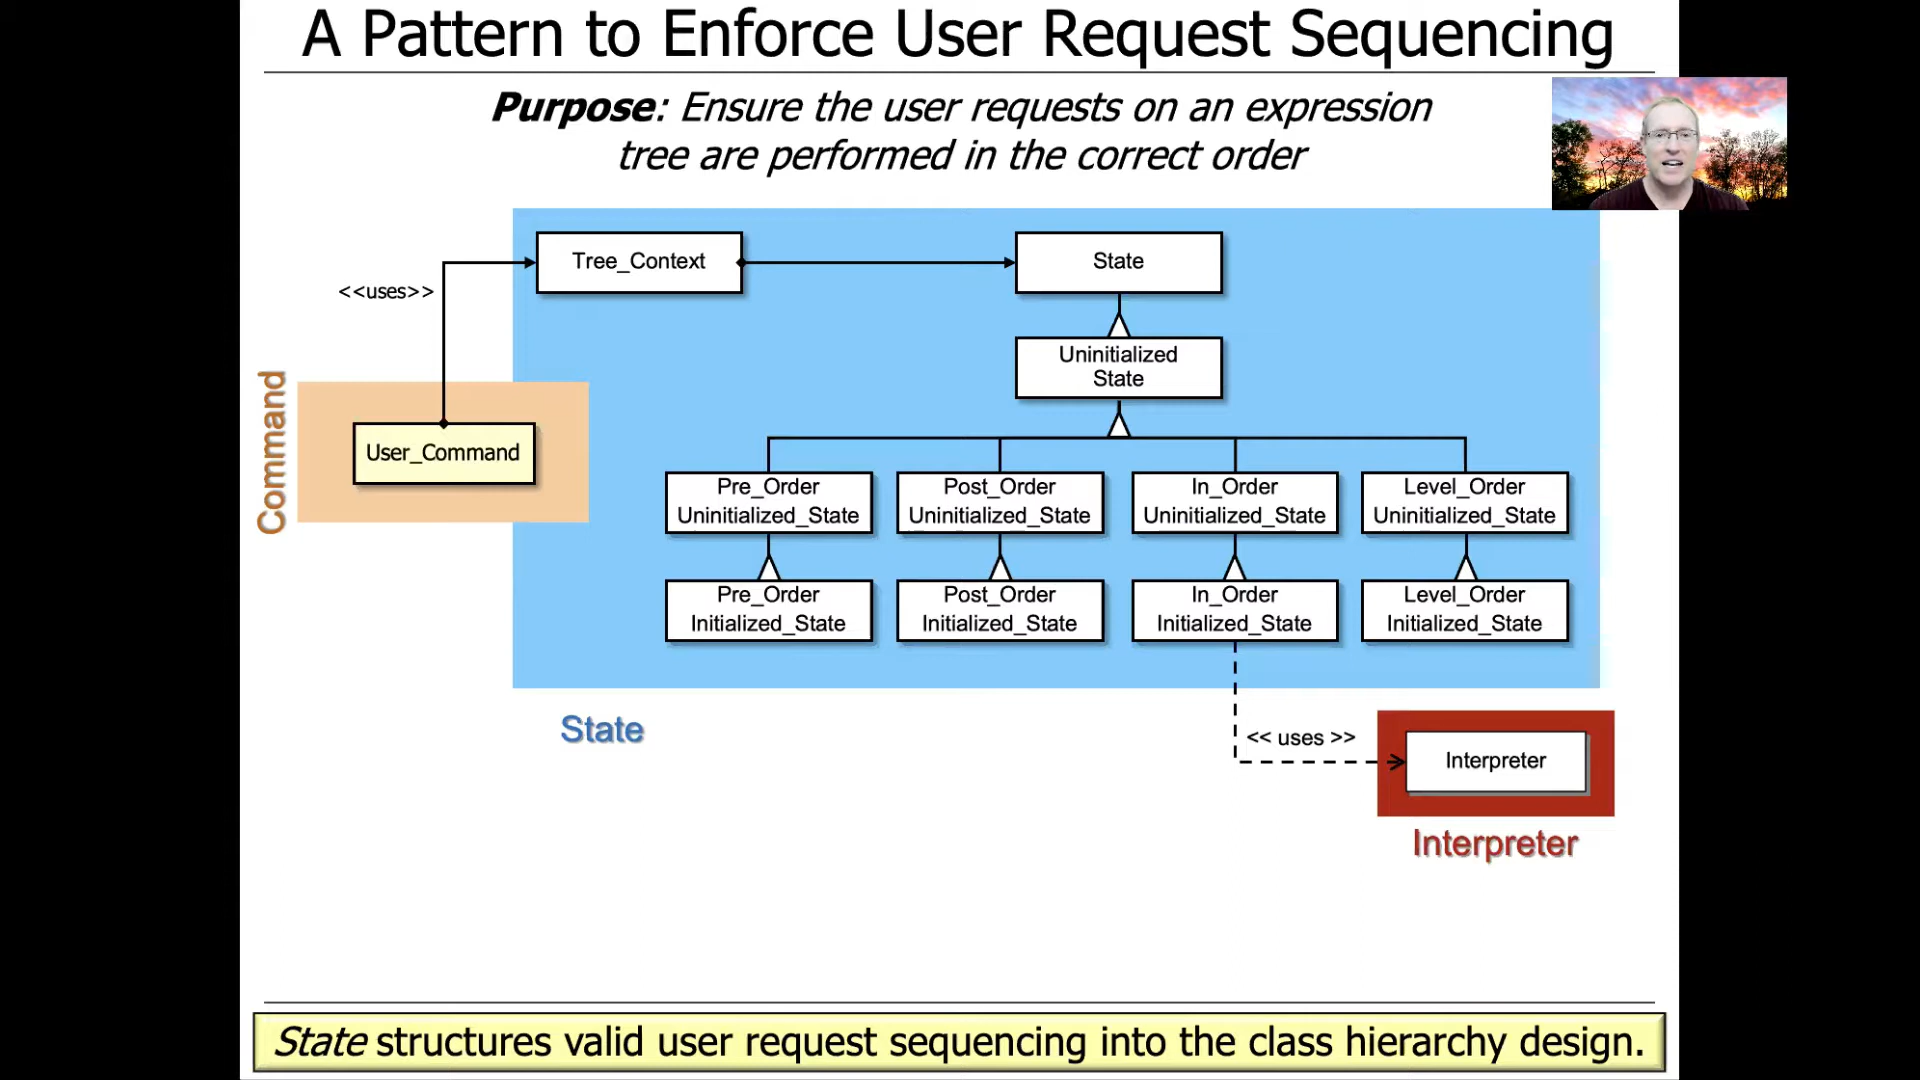 A Pattern to Enforce User Request Sequencing
Purpose: Ensure the user requests on an expression
tree are performed in the correct order
Tree_Context
State
<<uses>>
Uninitialized
State
Command
User_Command
Pre_Order
Uninitialized_State
Post_Order
Uninitialized_State
In_Order
Uninitialized_State
Level_Order
Uninitialized_State
Pre_Order
Initialized_State
Post_Order
Initialized_State
In_Order
Initialized_State
Level_Order
Initialized_State
State
<< uses >>
Interpreter
Interpreter
State structures valid user request sequencing into the class hierarchy design.